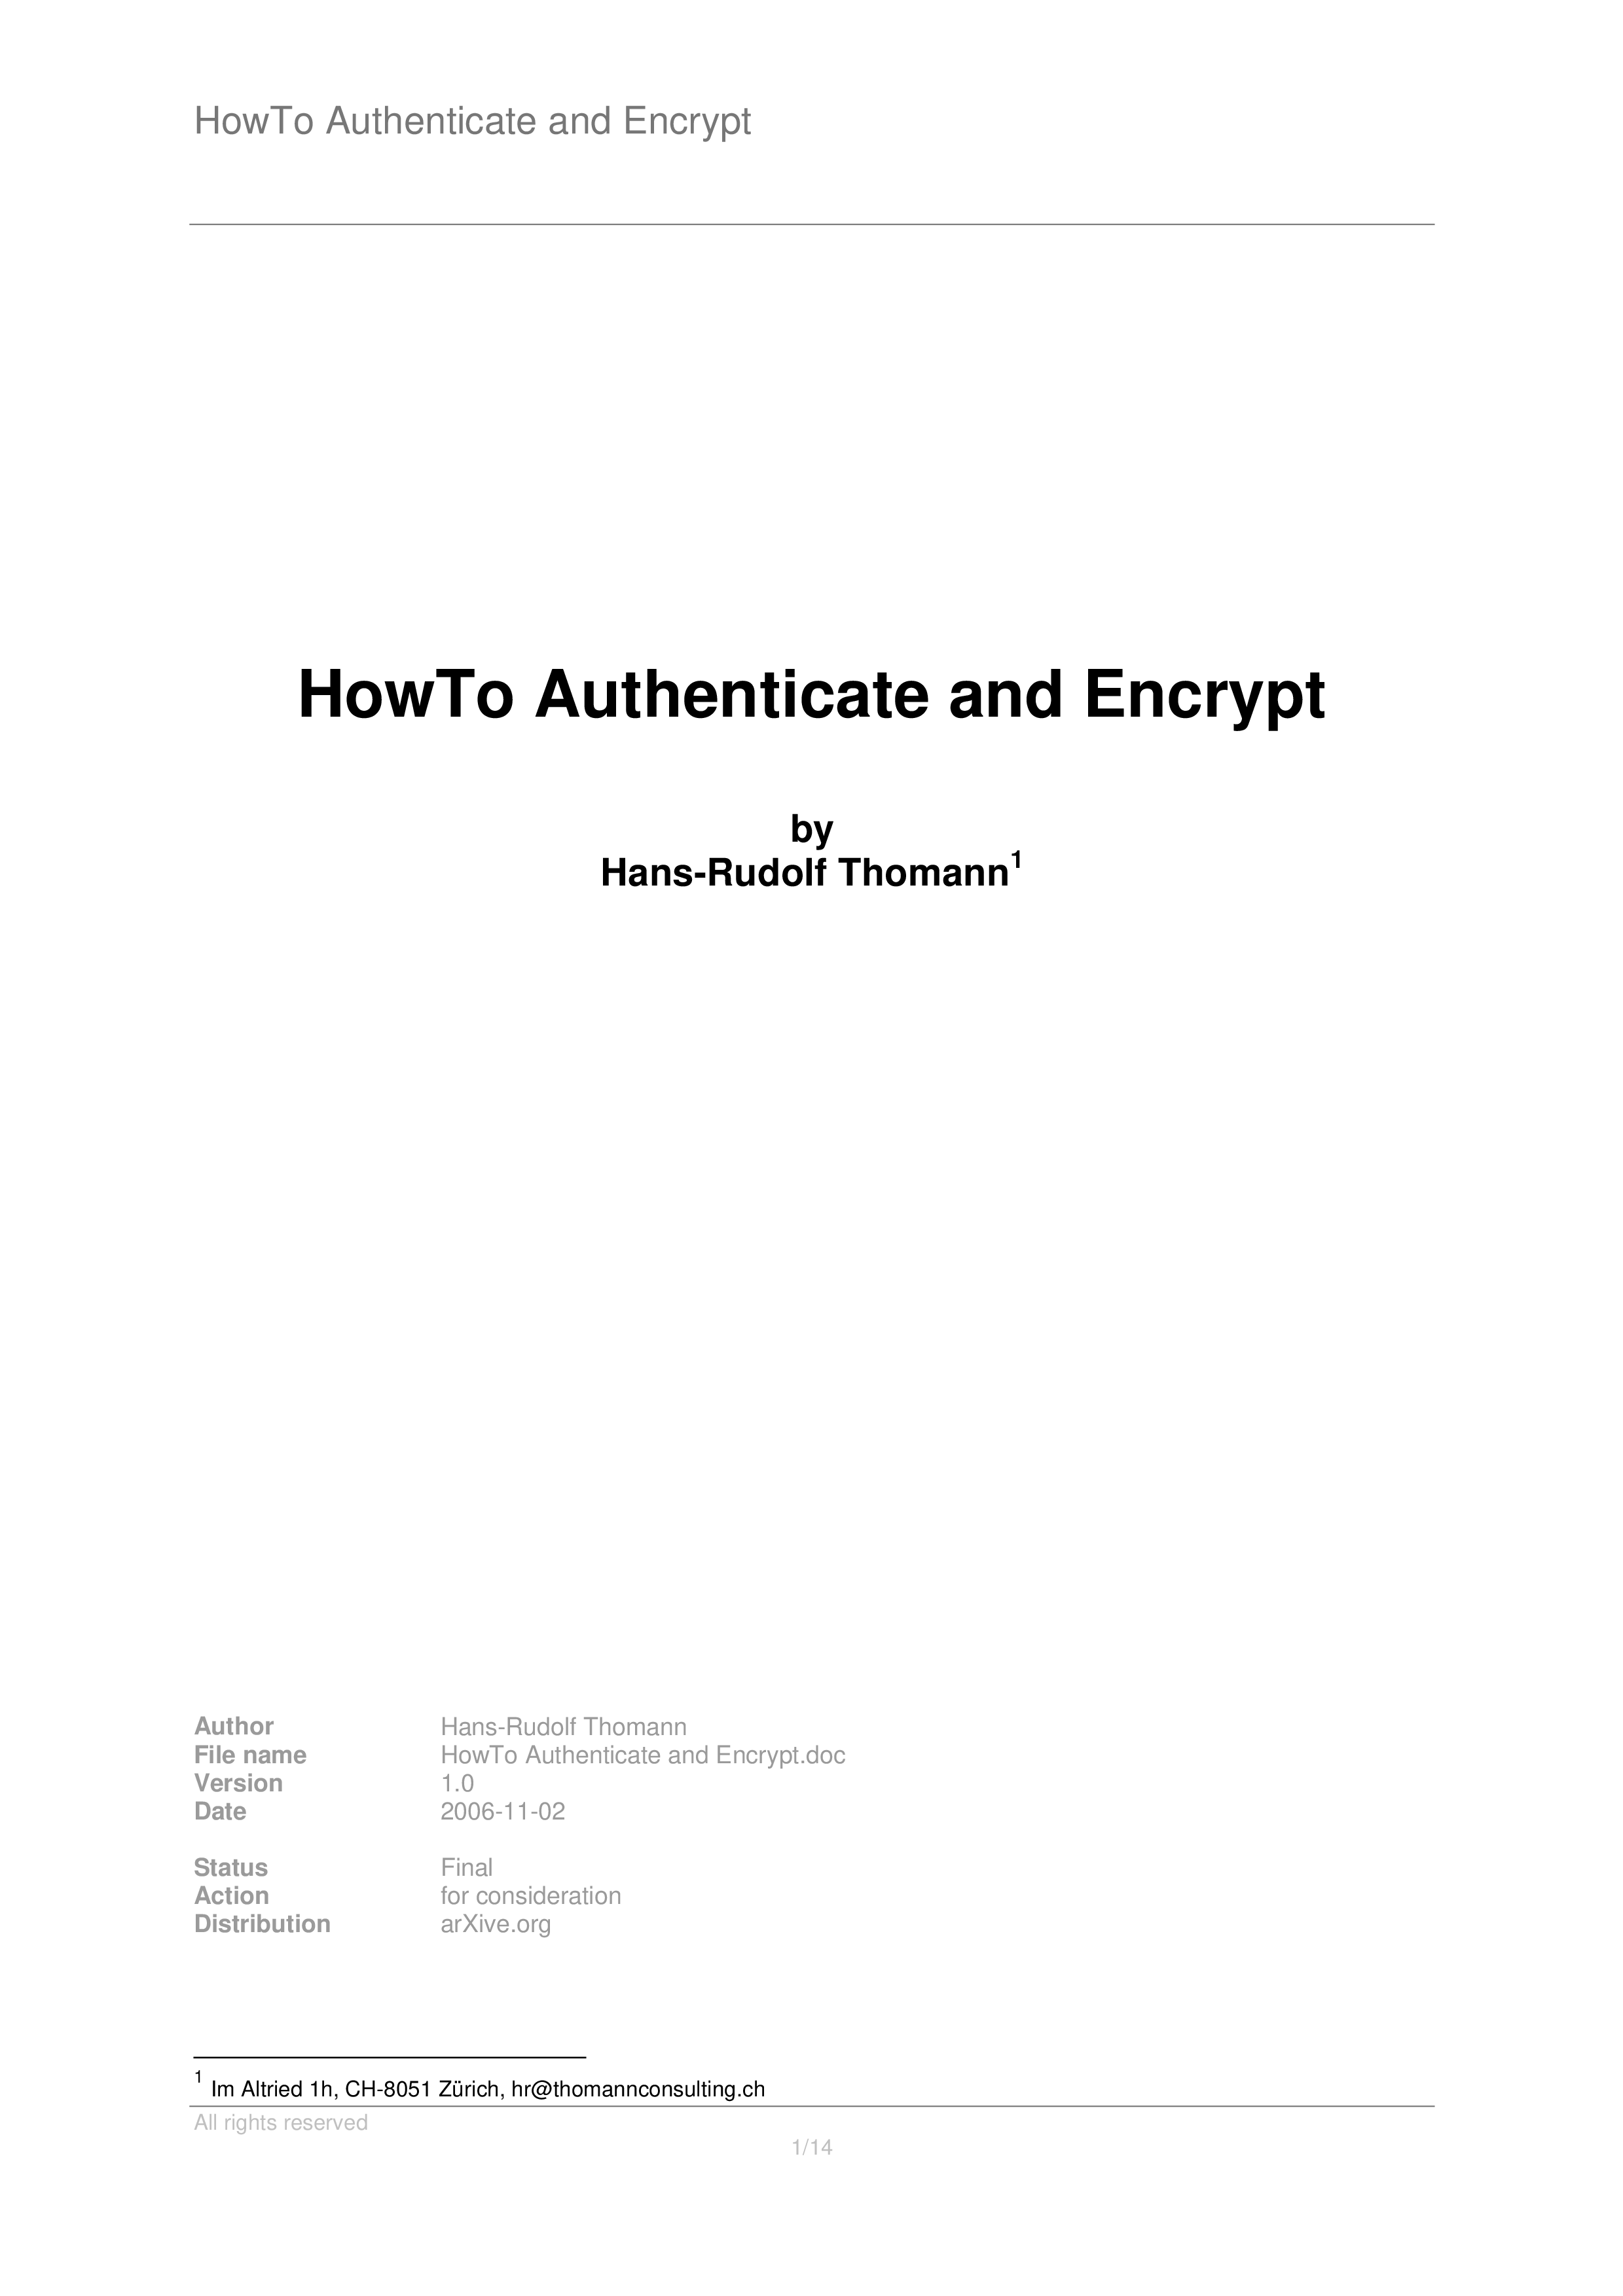 HowTo Authenticate and Encrypt
HowTo Authenticate and Encrypt
by
Hans-Rudolf Thomann1
Author Hans-Rudolf Thomann
File name HowTo Authenticate and Encrypt.doc
Version 1.0
Date 2006-11-02
Status Final
Action for consideration
Distribution arXive.org
1 Im Altried 1h, CH-8051 Zürich, hr@thomannconsulting.ch
All rights reserved
1/14